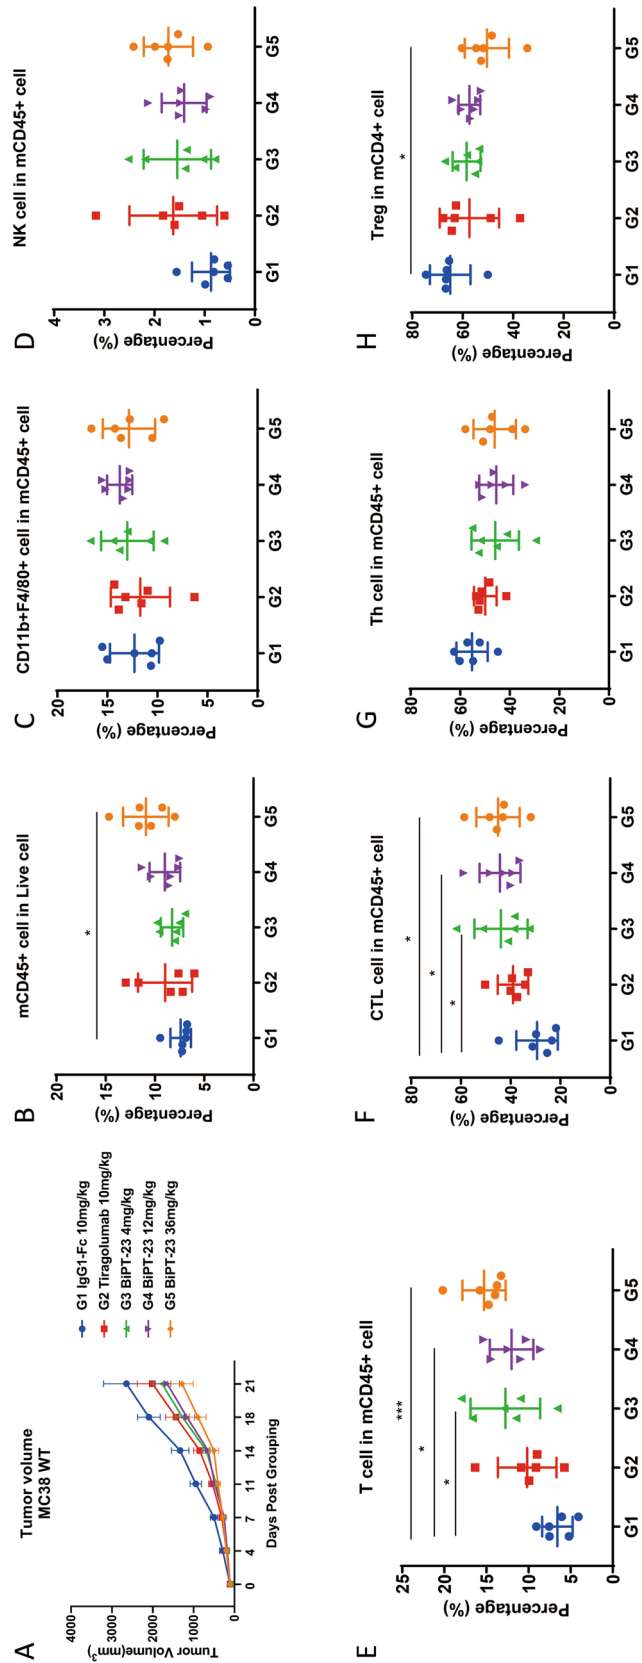 A
Tumor volume
MC38 WT
Tumor Volume(mm³)
4000
3000
2000
1000
0
0 4 7 11 14 18 21
Days Post Grouping
G1 IgG1-Fc 10mg/kg
G2 Tiragolumab 10mg/kg
G3 BiPT-23 4mg/kg
G4 BiPT-23 12mg/kg
G5 BiPT-23 36mg/kg
B
mCD45+ cell in Live cell
Percentage (%)
20
15
10
5
0
*
G1 G2 G3 G4 G5
C
CD11b+F4/80+ cell in mCD45+ cell
Percentage (%)
20
15
10
5
0
G1 G2 G3 G4 G5
D
NK cell in mCD45+ cell
Percentage (%)
4
3
2
1
0
G1 G2 G3 G4 G5
E
T cell in mCD45+ cell
Percentage (%)
25
20
15
10
5
0
***
*
*
G1 G2 G3 G4 G5
F
CTL cell in mCD45+ cell
Percentage (%)
80
60
40
20
0
*
*
*
G1 G2 G3 G4 G5
G
Th cell in mCD45+ cell
Percentage (%)
80
60
40
20
0
G1 G2 G3 G4 G5
H
Treg in mCD4+ cell
Percentage (%)
80
60
40
20
0
*
G1 G2 G3 G4 G5